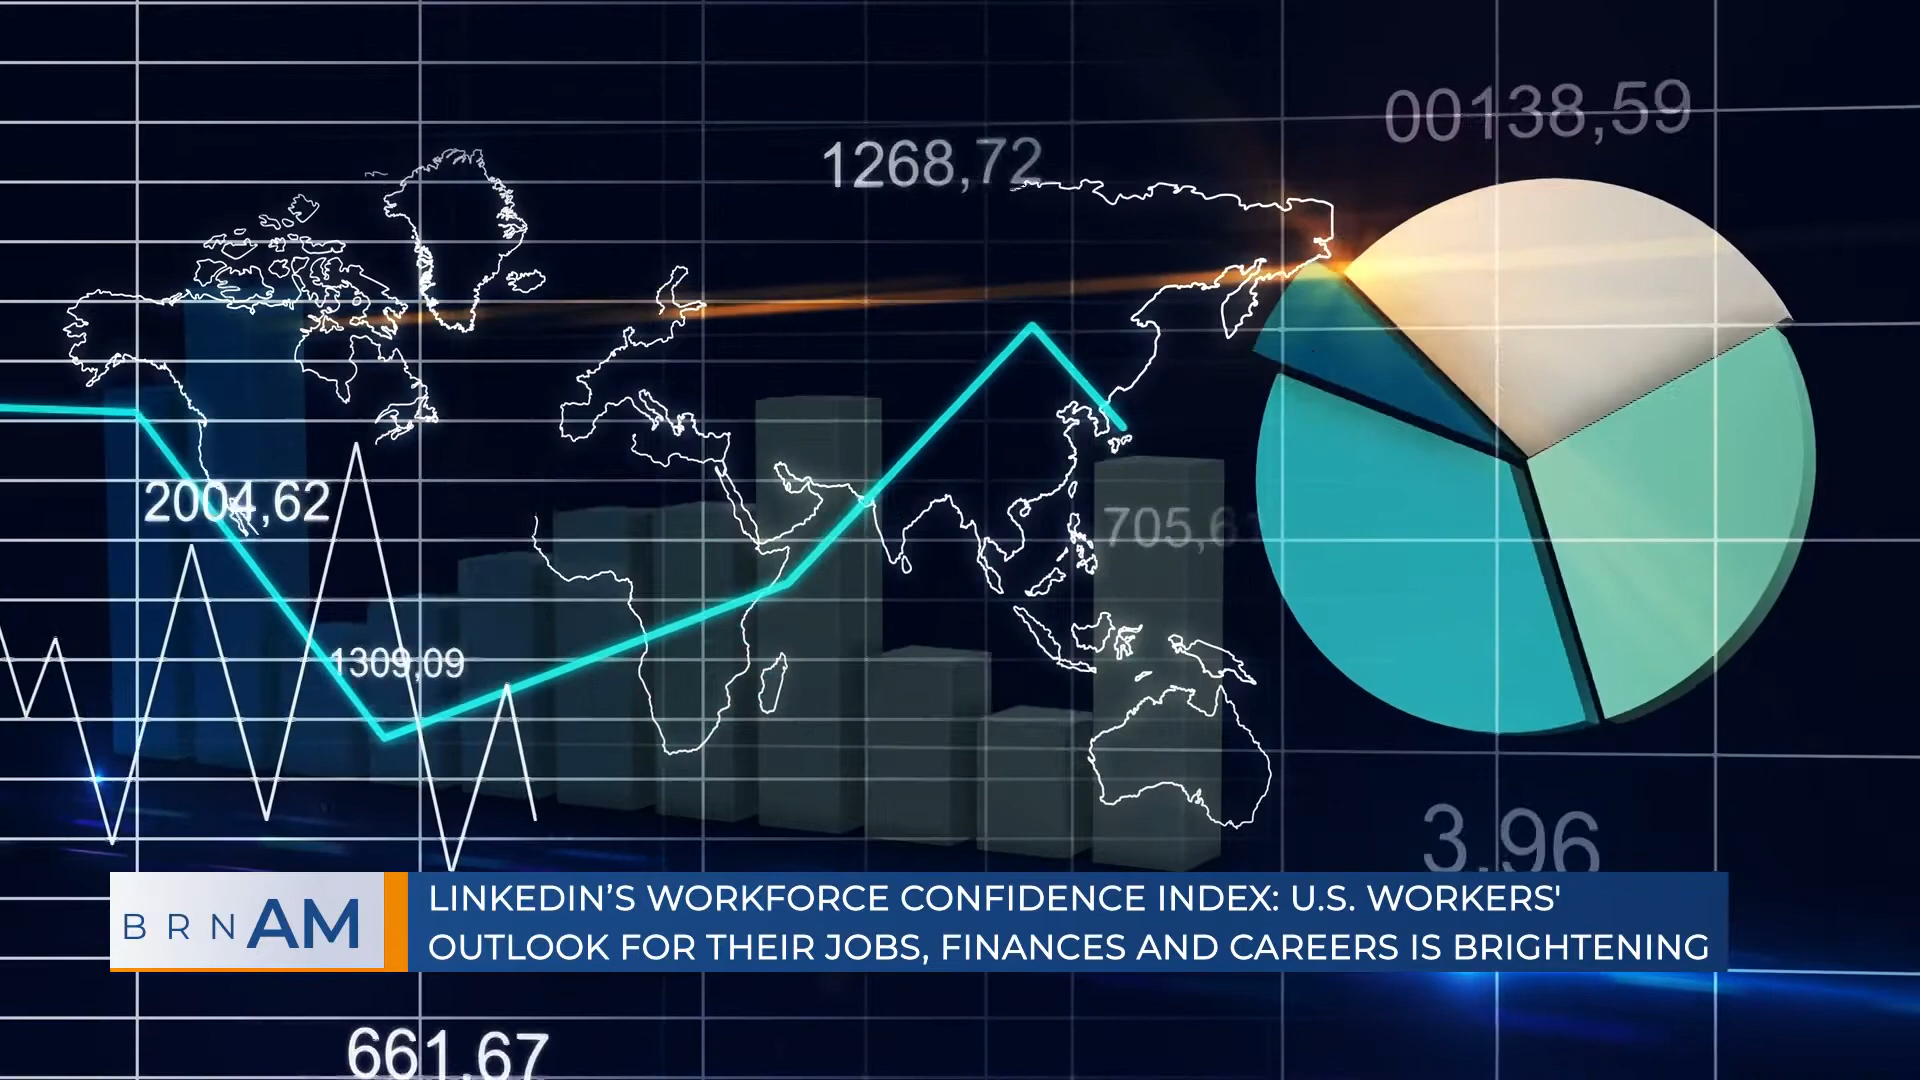 00138,59
1268,72
2004,62
705,6
1309,09
3,96
BRN AM
LINKEDIN’S WORKFORCE CONFIDENCE INDEX: U.S. WORKERS'
OUTLOOK FOR THEIR JOBS, FINANCES AND CAREERS IS BRIGHTENING
661,67